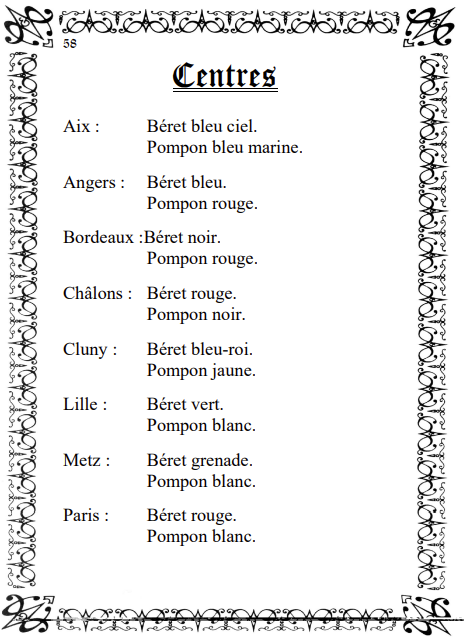 58
Centres
Aix : Béret bleu ciel.
Pompon bleu marine.
Angers : Béret bleu.
Pompon rouge.
Bordeaux :Béret noir.
Pompon rouge.
Châlons : Béret rouge.
Pompon noir.
Cluny : Béret bleu-roi.
Pompon jaune.
Lille : Béret vert.
Pompon blanc.
Metz : Béret grenade.
Pompon blanc.
Paris : Béret rouge.
Pompon blanc.